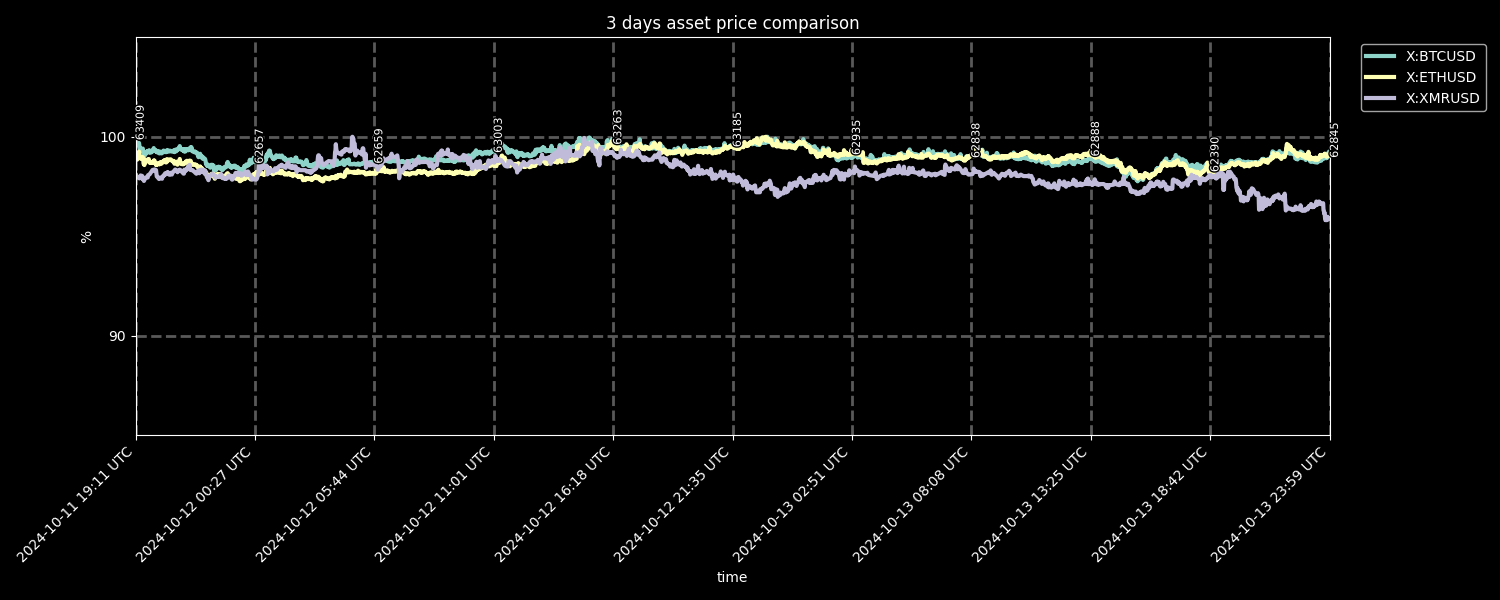 3 days asset price comparison
X:BTCUSD
X:ETHUSD
X:XMRUSD
100
90
%
63409
62657
62659
63003
63263
63185
62935
62838
62888
62390
62845
2024-10-11 19:11 UTC
2024-10-12 00:27 UTC
2024-10-12 05:44 UTC
2024-10-12 11:01 UTC
2024-10-12 16:18 UTC
2024-10-12 21:35 UTC
2024-10-13 02:51 UTC
2024-10-13 08:08 UTC
2024-10-13 13:25 UTC
2024-10-13 18:42 UTC
2024-10-13 23:59 UTC
time